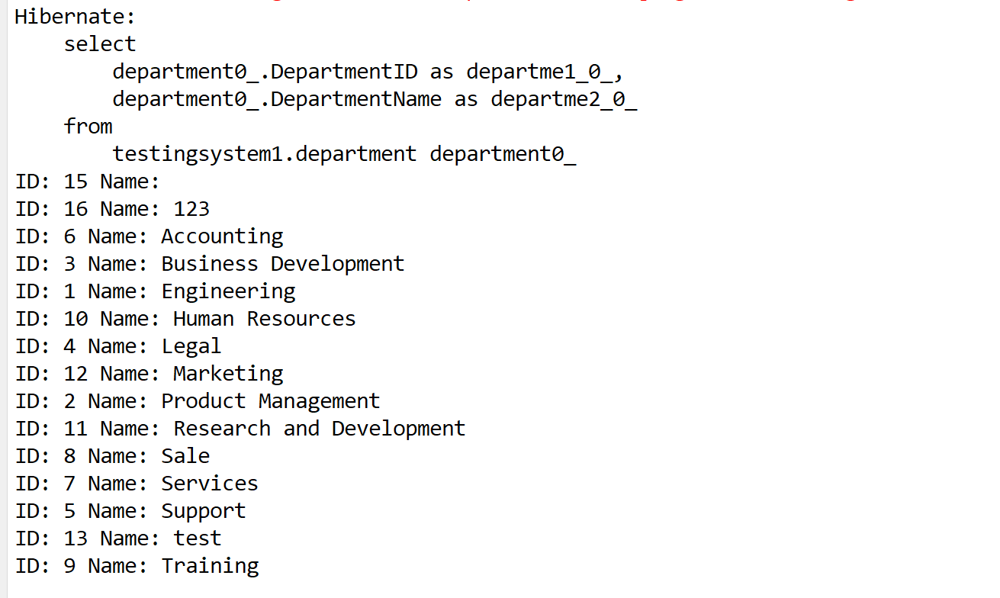 Hibernate:
    select
        department0_.DepartmentID as departme1_0_,
        department0_.DepartmentName as departme2_0_
    from
        testingsystem1.department department0_
ID: 15 Name:
ID: 16 Name: 123
ID: 6 Name: Accounting
ID: 3 Name: Business Development
ID: 1 Name: Engineering
ID: 10 Name: Human Resources
ID: 4 Name: Legal
ID: 12 Name: Marketing
ID: 2 Name: Product Management
ID: 11 Name: Research and Development
ID: 8 Name: Sale
ID: 7 Name: Services
ID: 5 Name: Support
ID: 13 Name: test
ID: 9 Name: Training